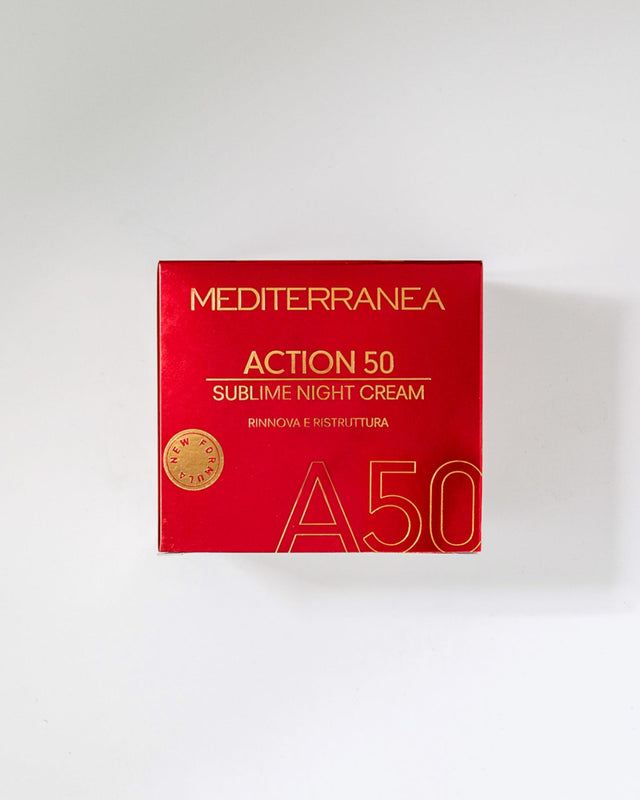 MEDITERRANEA
ACTION 50
SUBLIME NIGHT CREAM
RINNOVA E RISTRUTTURA
NEW FORMULA
A50